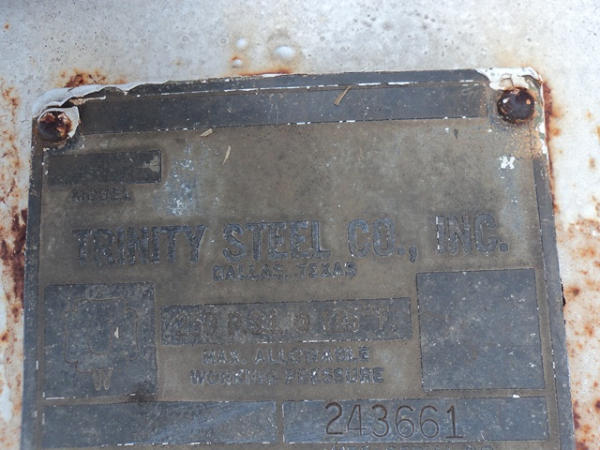 MODEL
TRINITY STEEL CO., INC.
DALLAS, TEXAS
MAX. ALLOWABLE
WORKING PRESSURE
W
243661